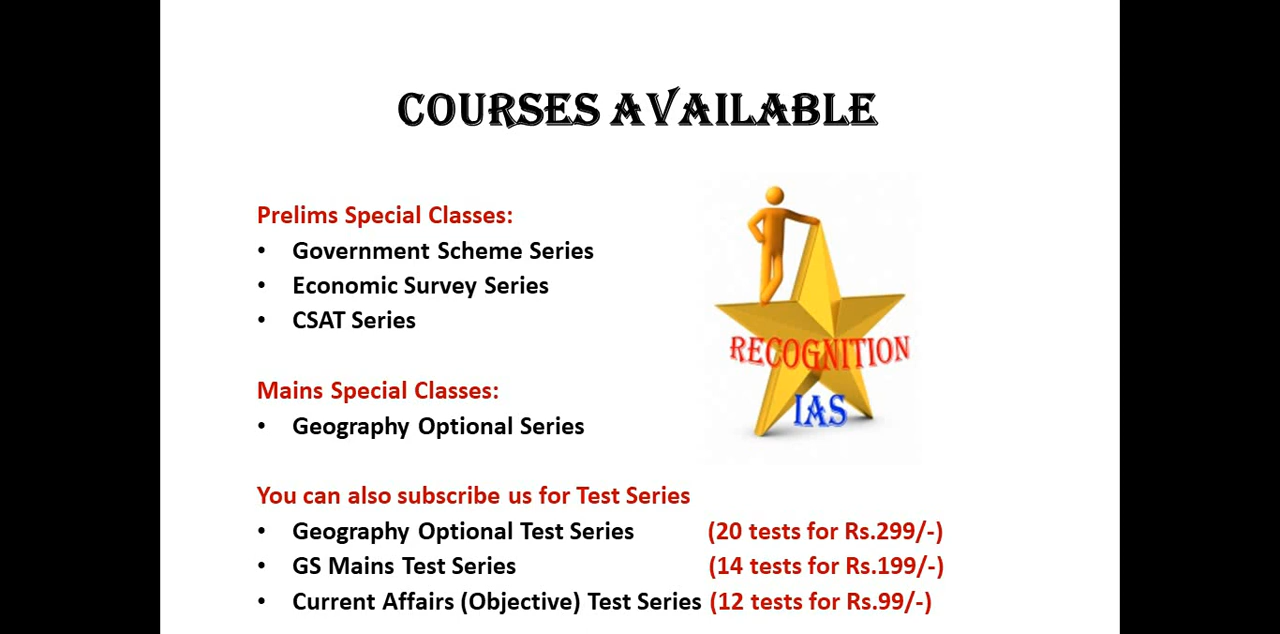 COURSES AVAILABLE
Prelims Special Classes:
• Government Scheme Series
• Economic Survey Series
• CSAT Series
RECOGNITION
IAS
Mains Special Classes:
• Geography Optional Series
You can also subscribe us for Test Series
• Geography Optional Test Series (20 tests for Rs.299/-)
• GS Mains Test Series (14 tests for Rs.199/-)
• Current Affairs (Objective) Test Series (12 tests for Rs.99/-)